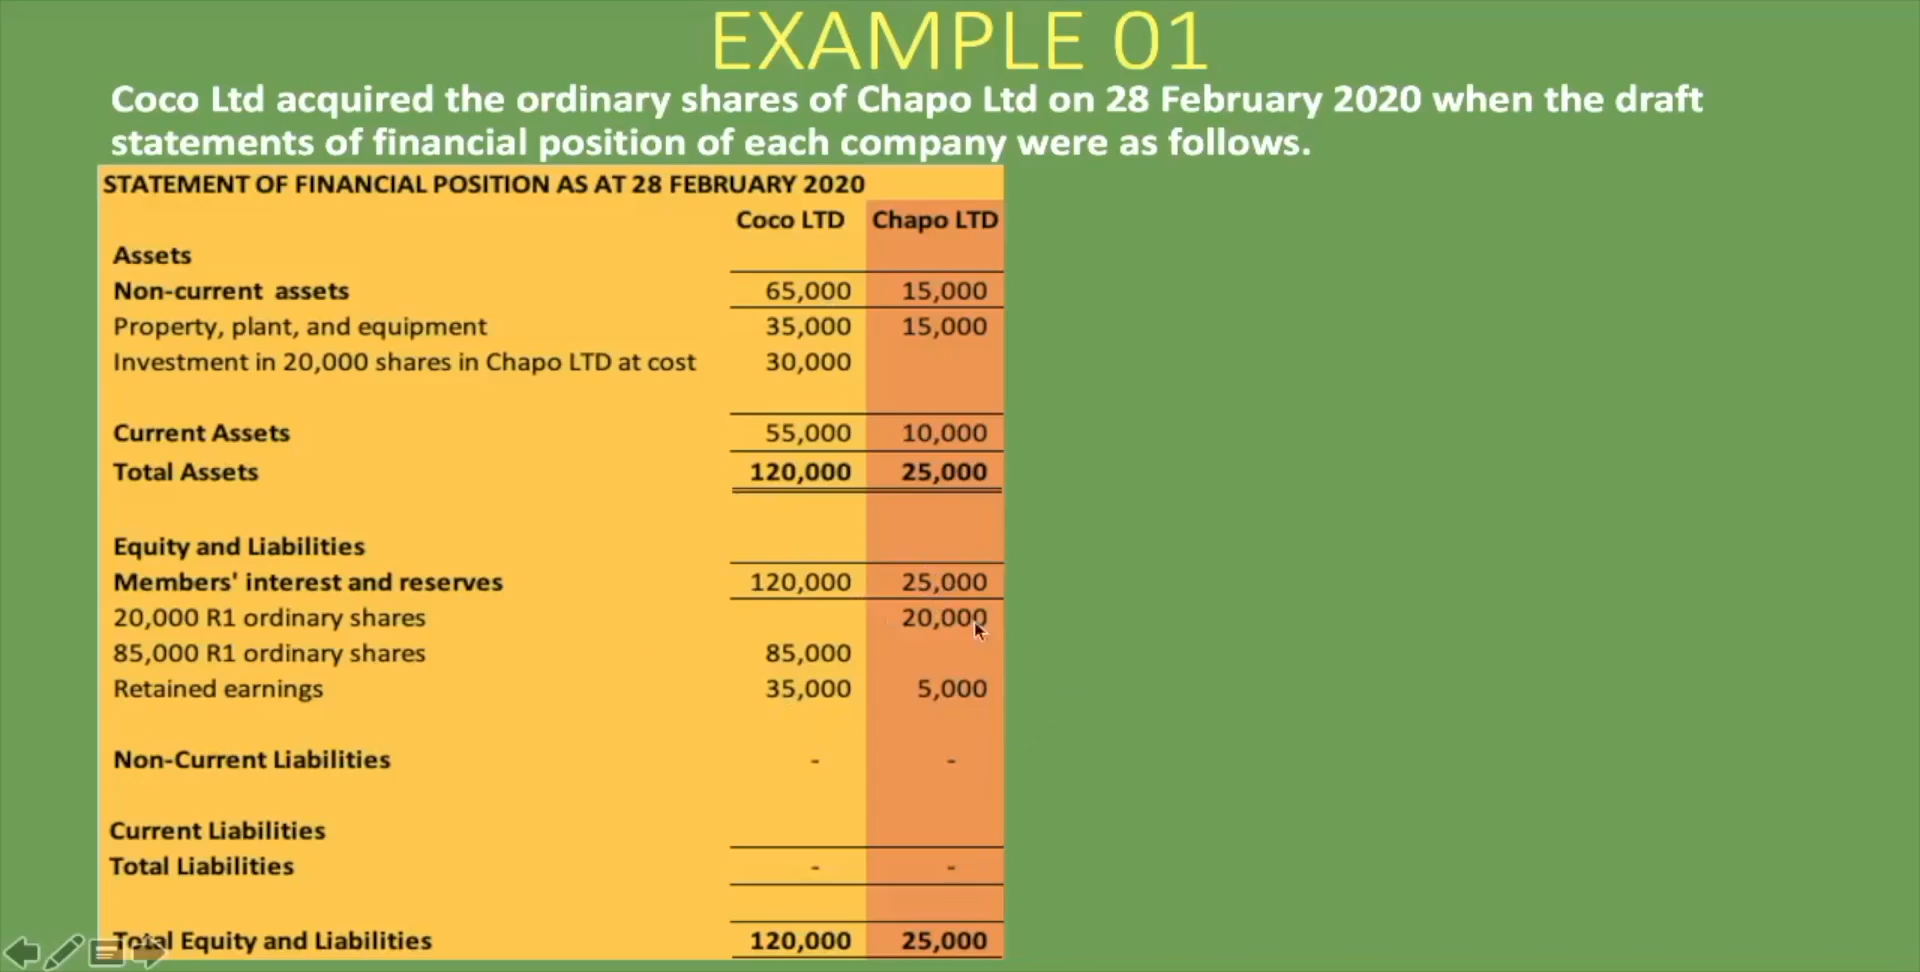 EXAMPLE 01
Coco Ltd acquired the ordinary shares of Chapo Ltd on 28 February 2020 when the draft
statements of financial position of each company were as follows.
STATEMENT OF FINANCIAL POSITION AS AT 28 FEBRUARY 2020
Coco LTD Chapo LTD
Assets
Non-current assets 65,000 15,000
Property, plant, and equipment 35,000 15,000
Investment in 20,000 shares in Chapo LTD at cost 30,000
Current Assets 55,000 10,000
Total Assets 120,000 25,000
Equity and Liabilities
Members' interest and reserves 120,000 25,000
20,000 R1 ordinary shares 20,000
85,000 R1 ordinary shares 85,000
Retained earnings 35,000 5,000
Non-Current Liabilities - -
Current Liabilities
Total Liabilities - -
Total Equity and Liabilities 120,000 25,000